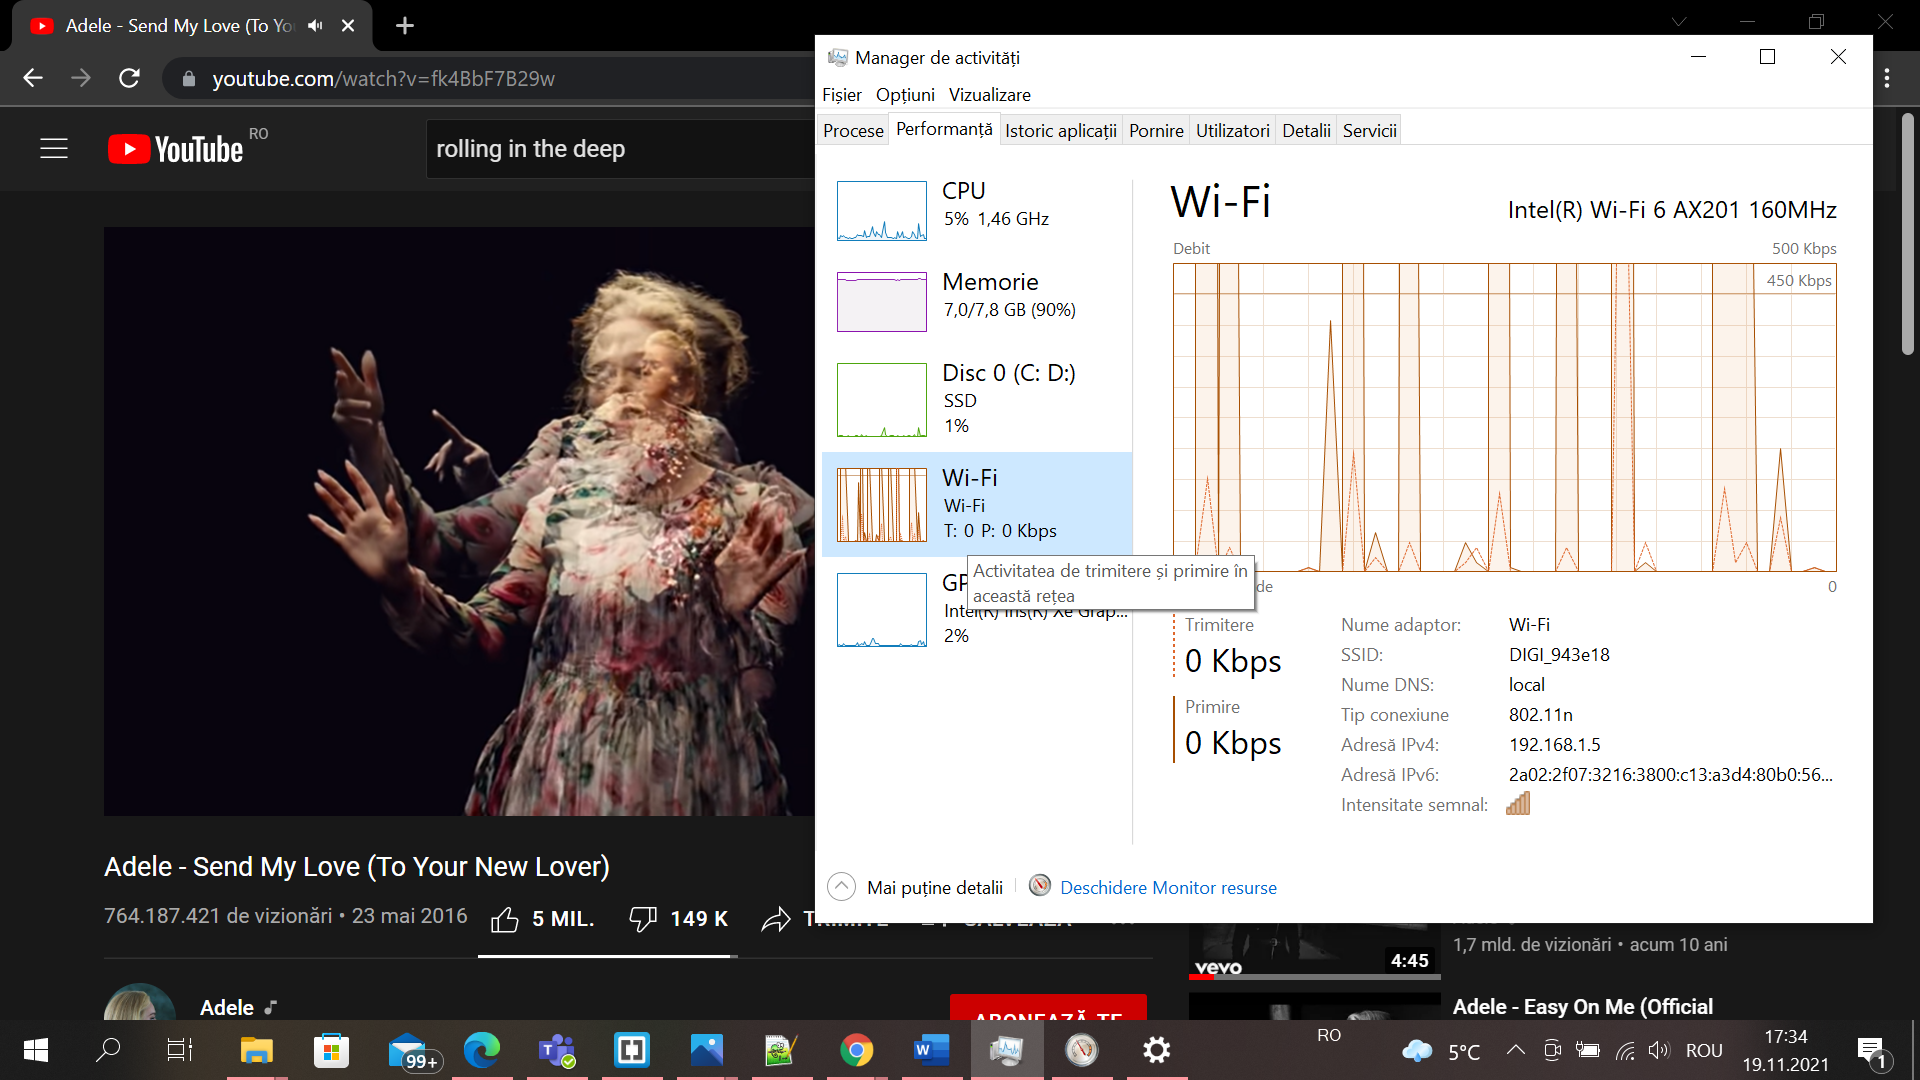 Adele - Send My Love (To Yo
youtube.com/watch?v=fk4BbF7B29w
YouTube RO
rolling in the deep
Manager de activități
Fișier Opțiuni Vizualizare
Procese Performanță Istoric aplicații Pornire Utilizatori Detalii Servicii
CPU
5% 1,46 GHz
Memorie
7,0/7,8 GB (90%)
Disc 0 (C: D:)
SSD
1%
Wi-Fi
Wi-Fi
T: 0 P: 0 Kbps
Activitatea de trimitere și primire în
această rețea
2%
Wi-Fi
Intel(R) Wi-Fi 6 AX201 160MHz
Debit
500 Kbps
450 Kbps
de
0
Trimitere
0 Kbps
Primire
0 Kbps
Nume adaptor: Wi-Fi
SSID: DIGI_943e18
Nume DNS: local
Tip conexiune 802.11n
Adresă IPv4: 192.168.1.5
Adresă IPv6: 2a02:2f07:3216:3800:c13:a3d4:80b0:56...
Intensitate semnal:
Mai puține detalii
Deschidere Monitor resurse
Adele - Send My Love (To Your New Lover)
764.187.421 de vizionări • 23 mai 2016
5 MIL. 149 K
Adele
ABONEAZĂ-TE
vevo
4:45
1,7 mld. de vizionări • acum 10 ani
Adele - Easy On Me (Official
99+
RO
5°C
ROU
17:34
19.11.2021
1